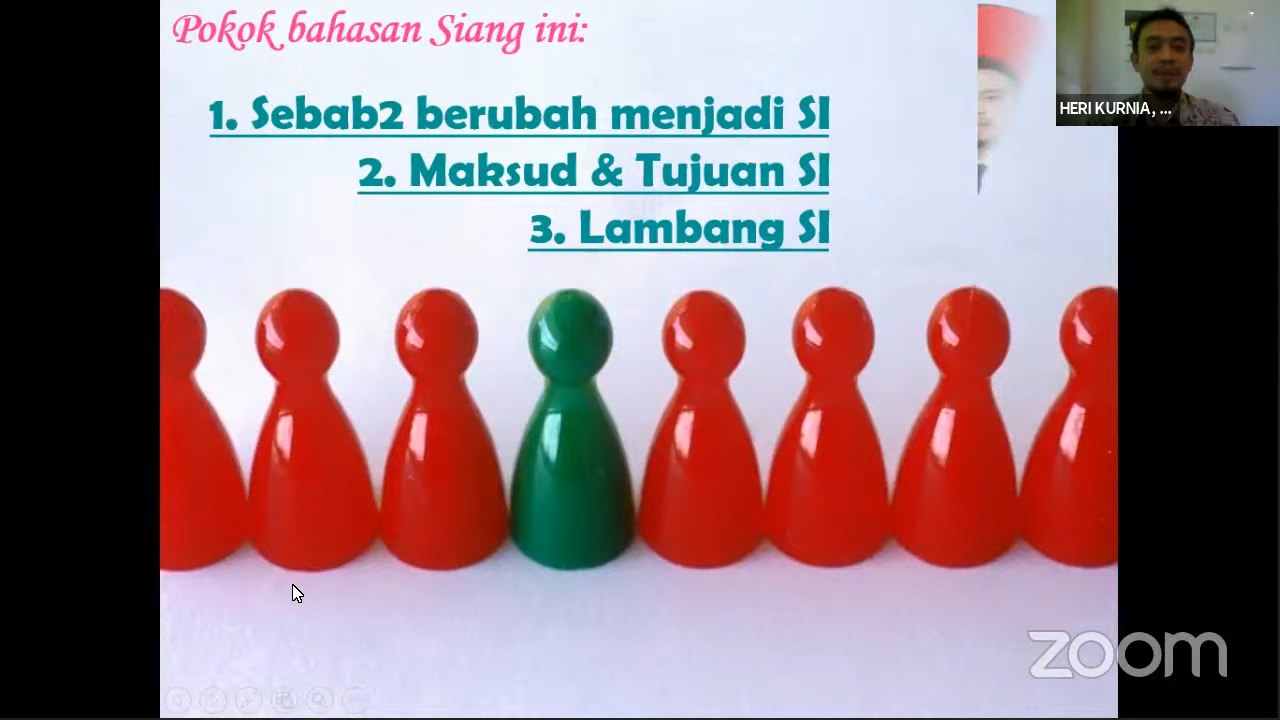 Pokok bahasan Siang ini:
1. Sebab2 berubah menjadi SI
2. Maksud & Tujuan SI
3. Lambang SI
HERI KURNIA, ...
zoom